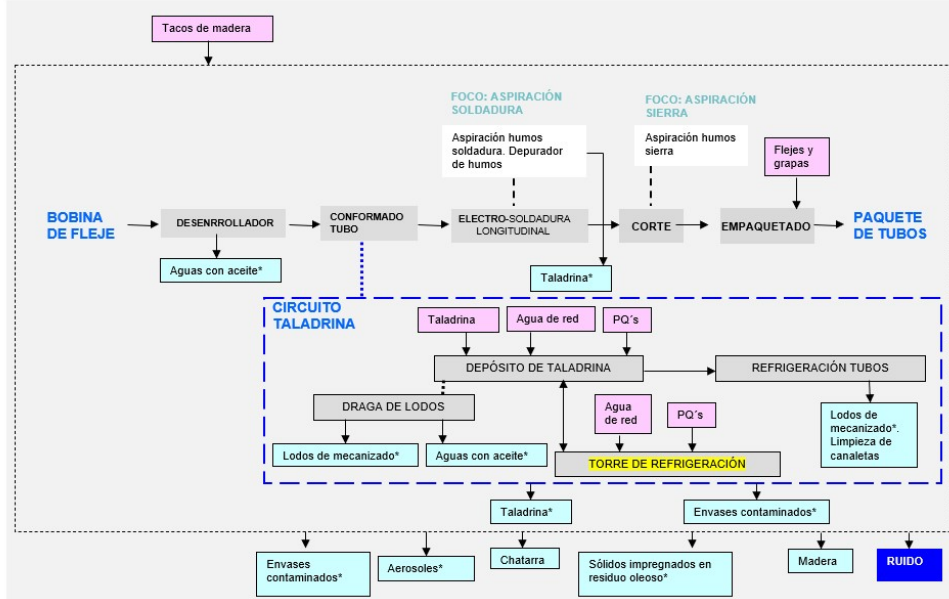 Tacos de madera
FOCO: ASPIRACIÓN
SOLDADURA
FOCO: ASPIRACIÓN
SIERRA
Aspiración humos
soldadura. Depurador
de humos
Aspiración humos
sierra
Flejes y
grapas
BOBINA
DE FLEJE
DESENRROLLADOR
CONFORMADO
TUBO
ELECTRO-SOLDADURA
LONGITUDINAL
CORTE
EMPAQUETADO
PAQUETE
DE TUBOS
Aguas con aceite*
Taladrina*
CIRCUITO
TALADRINA
Taladrina
Agua de red
PQ´s
DEPÓSITO DE TALADRINA
REFRIGERACIÓN TUBOS
DRAGA DE LODOS
Agua
de red
PQ´s
Lodos de
mecanizado*.
Limpieza de
canaletas
Lodos de mecanizado*
Aguas con aceite*
TORRE DE REFRIGERACIÓN
Taladrina*
Envases contaminados*
Envases
contaminados*
Aerosoles*
Chatarra
Sólidos impregnados en
residuo oleoso*
Madera
RUIDO